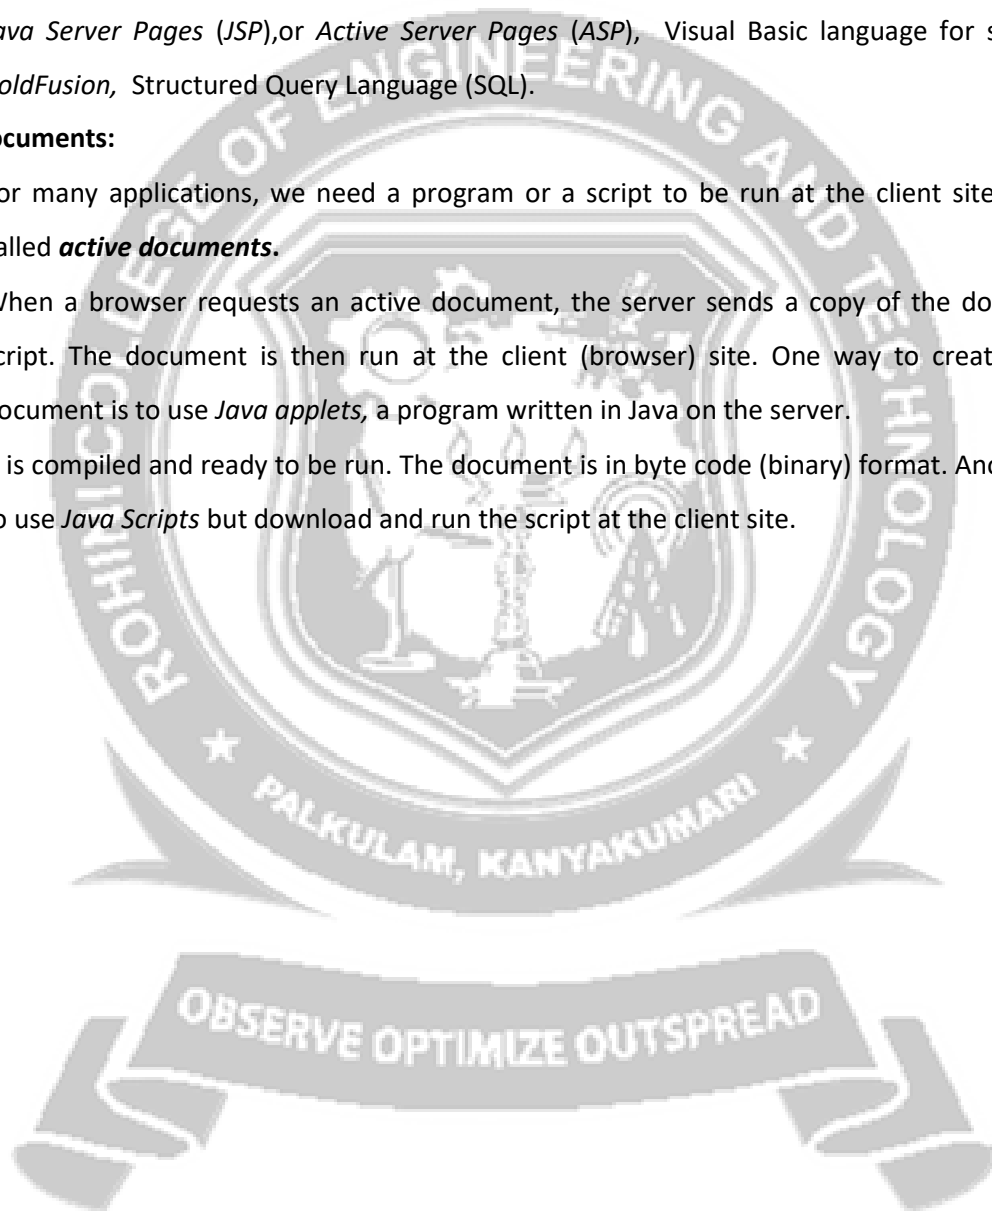 ava Server Pages (JSP),or Active Server Pages (ASP), Visual Basic language for s
oldFusion, Structured Query Language (SQL).
ocuments:
or many applications, we need a program or a script to be run at the client site
alled active documents.
When a browser requests an active document, the server sends a copy of the do
cript. The document is then run at the client (browser) site. One way to creat
ocument is to use Java applets, a program written in Java on the server.
is compiled and ready to be run. The document is in byte code (binary) format. And
o use Java Scripts but download and run the script at the client site.
ROHINI COLLEGE OF ENGINEERING AND TECHNOLOGY
PALKULAM, KANYAKUMARI
OBSERVE OPTIMIZE OUTSPREAD